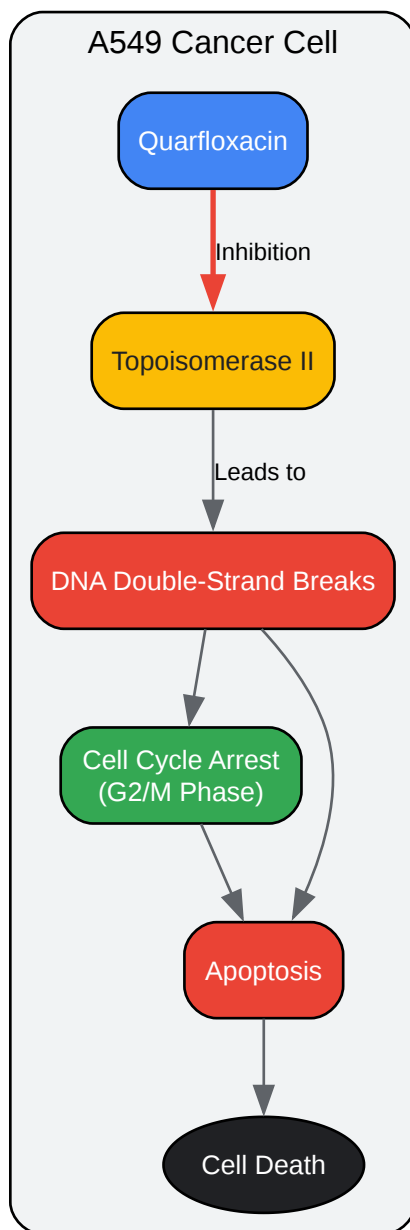 A549 Cancer Cell
Quarfloxacin
Inhibition
Topoisomerase II
Leads to
DNA Double-Strand Breaks
Cell Cycle Arrest
(G2/M Phase)
Apoptosis
Cell Death